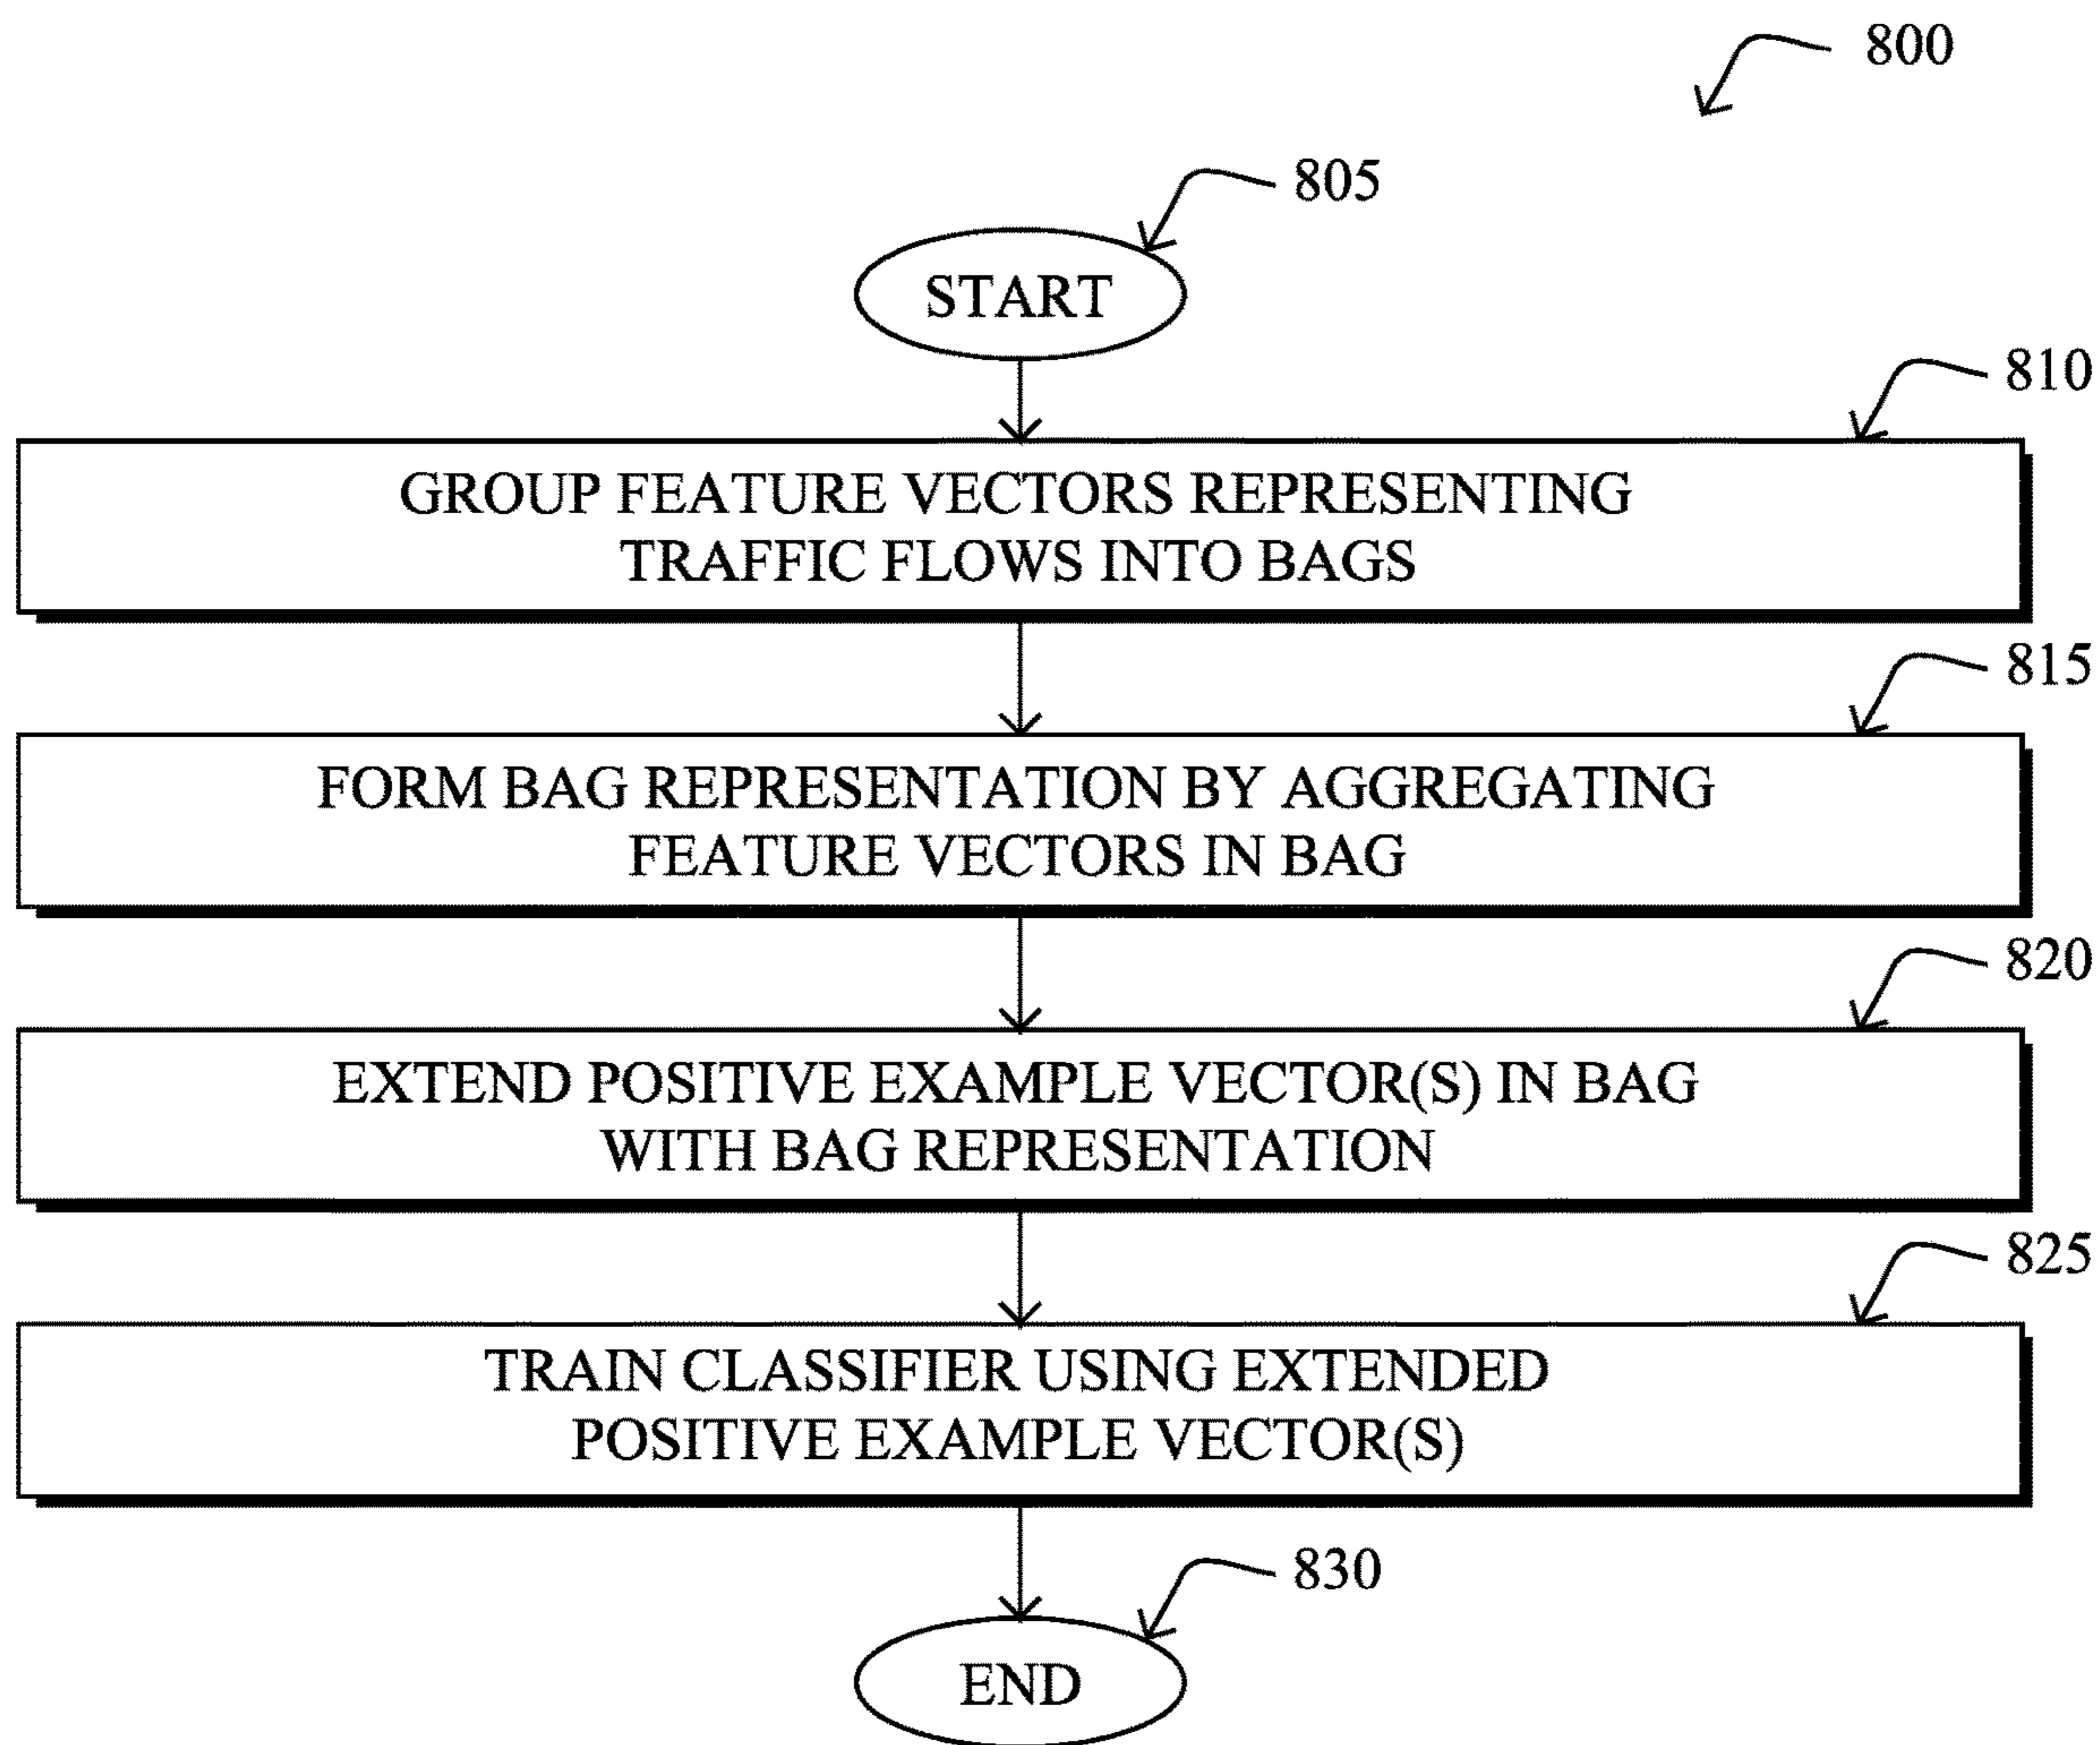 800
805
START
810
GROUP FEATURE VECTORS REPRESENTING
TRAFFIC FLOWS INTO BAGS
815
FORM BAG REPRESENTATION BY AGGREGATING
FEATURE VECTORS IN BAG
820
EXTEND POSITIVE EXAMPLE VECTOR(S) IN BAG
WITH BAG REPRESENTATION
825
TRAIN CLASSIFIER USING EXTENDED
POSITIVE EXAMPLE VECTOR(S)
830
END